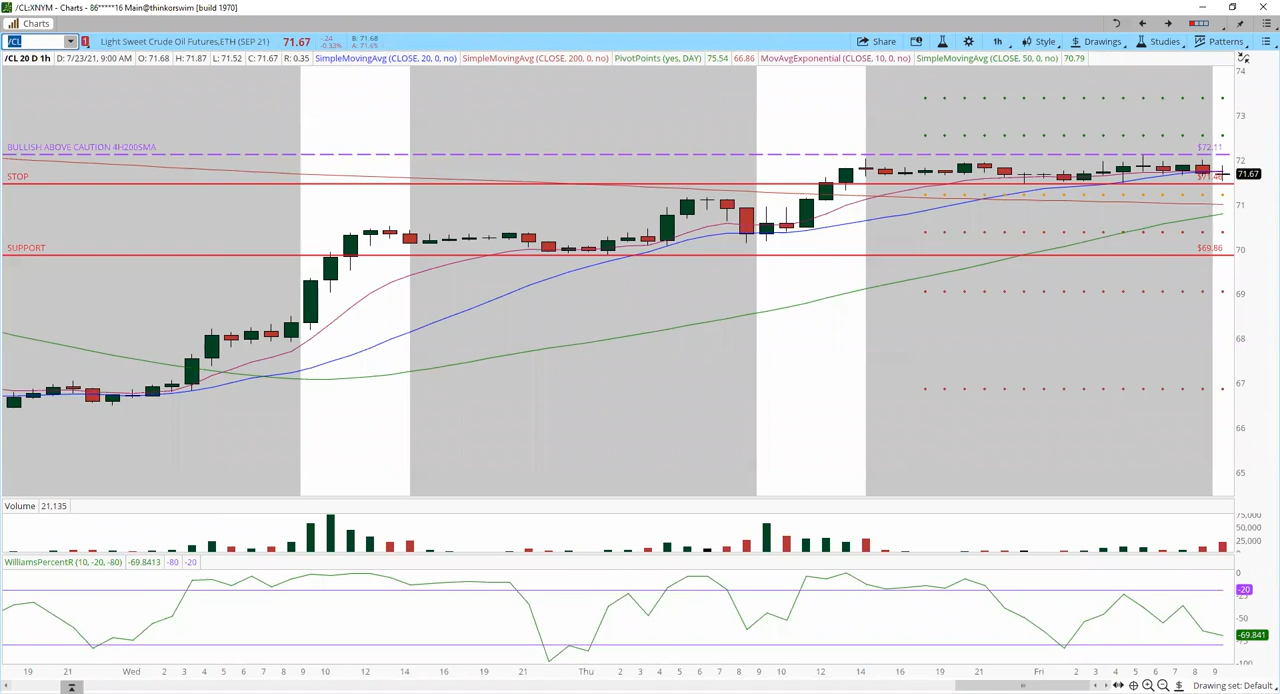 /CL:XNYM - Charts - 86*****16 Main@thinkorswim [build 1970]
Charts
/CL 1 Light Sweet Crude Oil Futures,ETH (SEP 21) 71.67 -.24 -0.33% B: 71.68 A: 71.65 Share 1h Style Drawings Studies Patterns
/CL 20 D 1h D: 7/23/21, 9:00 AM O: 71.68 H: 71.87 L: 71.52 C: 71.67 R: 0.35 SimpleMovingAvg (CLOSE, 20, 0, no) SimpleMovingAvg (CLOSE, 200, 0, no) PivotPoints (yes, DAY) 75.54 66.86 MovAvgExponential (CLOSE, 10, 0, no) SimpleMovingAvg (CLOSE, 50, 0, no) 70.79
74
73
BULLISH ABOVE CAUTION 4H200SMA $72.11
72
71.67
STOP
71
SUPPORT $69.86
70
69
68
67
66
65
Volume 21,135
75,000
50,000
25,000
WilliamsPercentR (10, -20, -80) -69.8413 -80 -20
0
-20
-50
-69.841
-100
19 21 Wed 2 3 4 5 6 7 8 9 10 12 14 16 19 21 Thu 2 3 4 5 6 7 8 9 10 12 14 16 19 21 Fri 2 3 4 5 6 7 8 9
Drawing set: Default